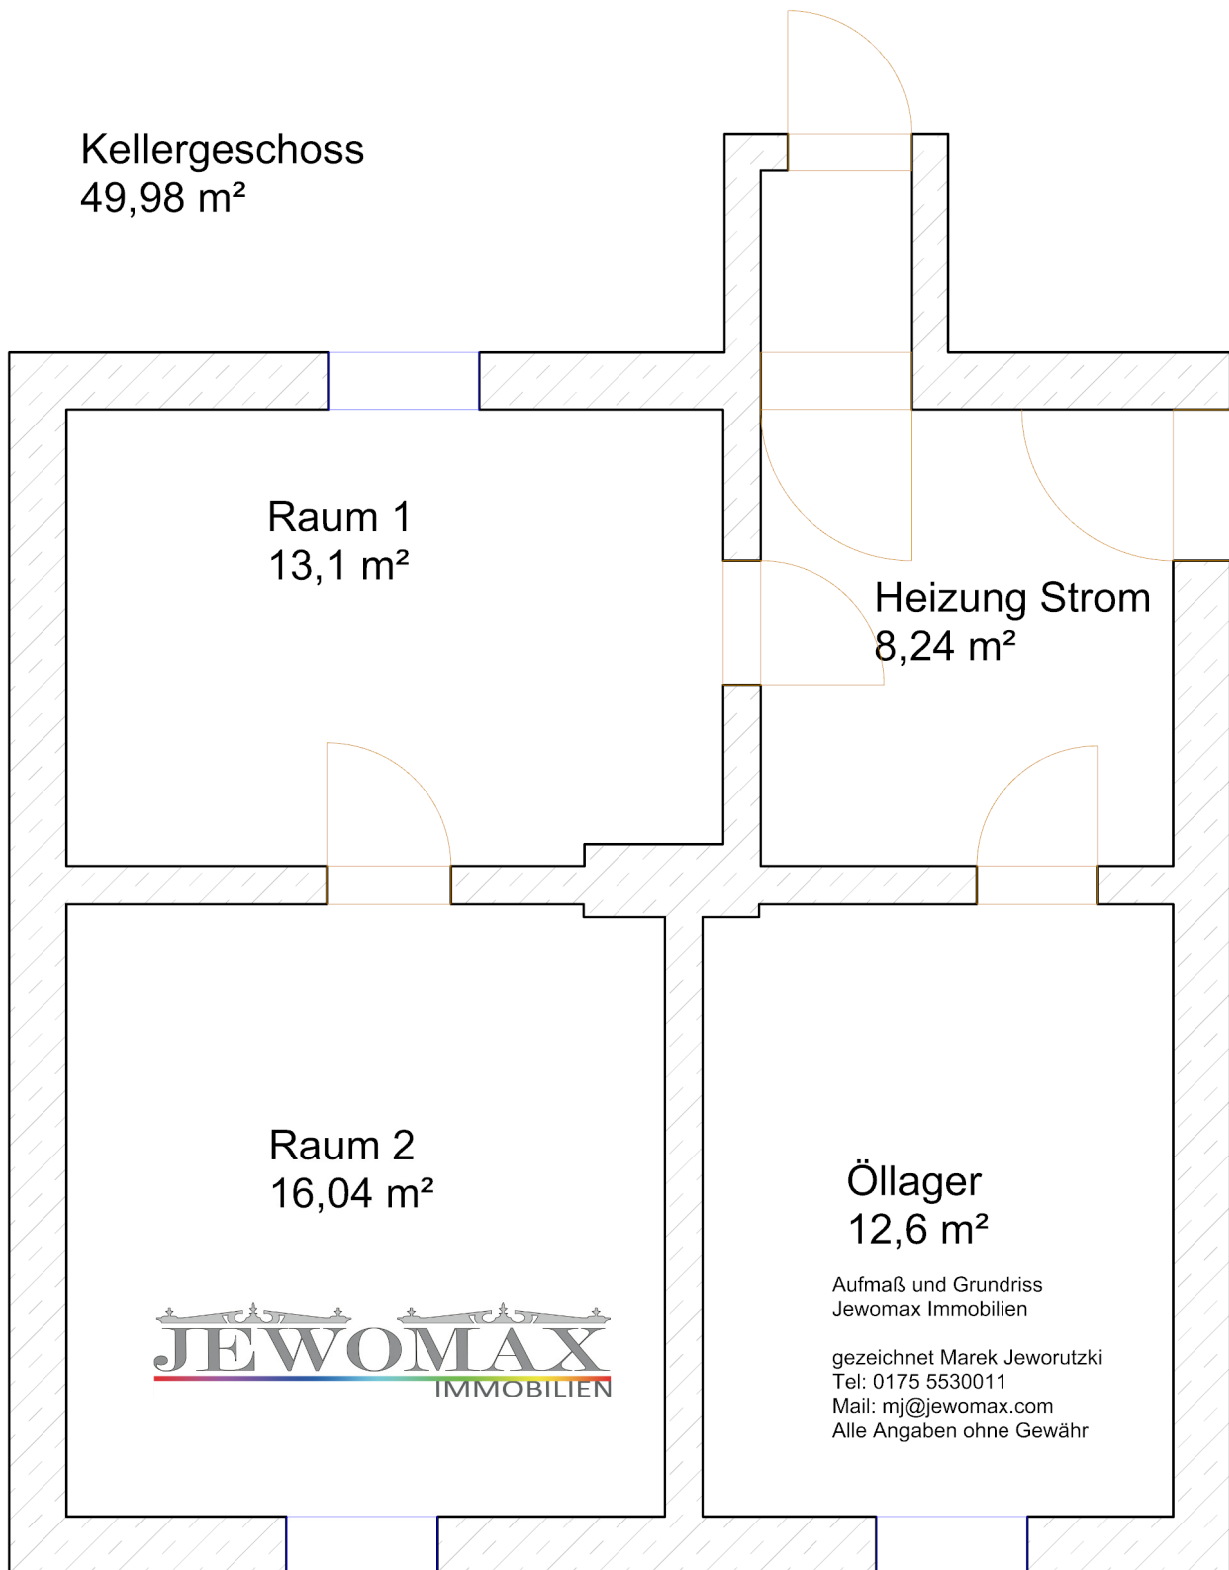 Kellergeschoss
49,98 m²
Raum 1
13,1 m²
Heizung Strom
8,24 m²
Raum 2
16,04 m²
Öllager
12,6 m²
Aufmaß und Grundriss
Jewomax Immobilien
gezeichnet Marek Jeworutzki
Tel: 0175 5530011
Mail: mj@jewomax.com
Alle Angaben ohne Gewähr
JEWOMAX
IMMOBILIEN